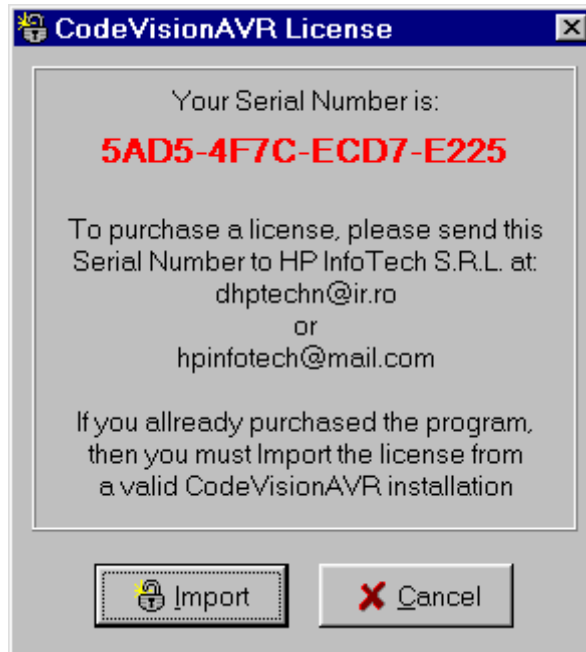 CodeVisionAVR License
Your Serial Number is:
5AD5-4F7C-ECD7-E225
To purchase a license, please send this
Serial Number to HP InfoTech S.R.L. at:
dhptechn@ir.ro
or
hpinfotech@mail.com
If you allready purchased the program,
then you must Import the license from
a valid CodeVisionAVR installation
Import
Cancel